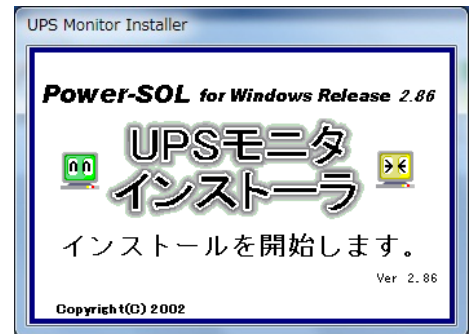 UPS Monitor Installer
Power-SOL for Windows Release 2.86
UPSモニタ
インストーラ
インストールを開始します。
Ver 2.86
Copyright(C) 2002